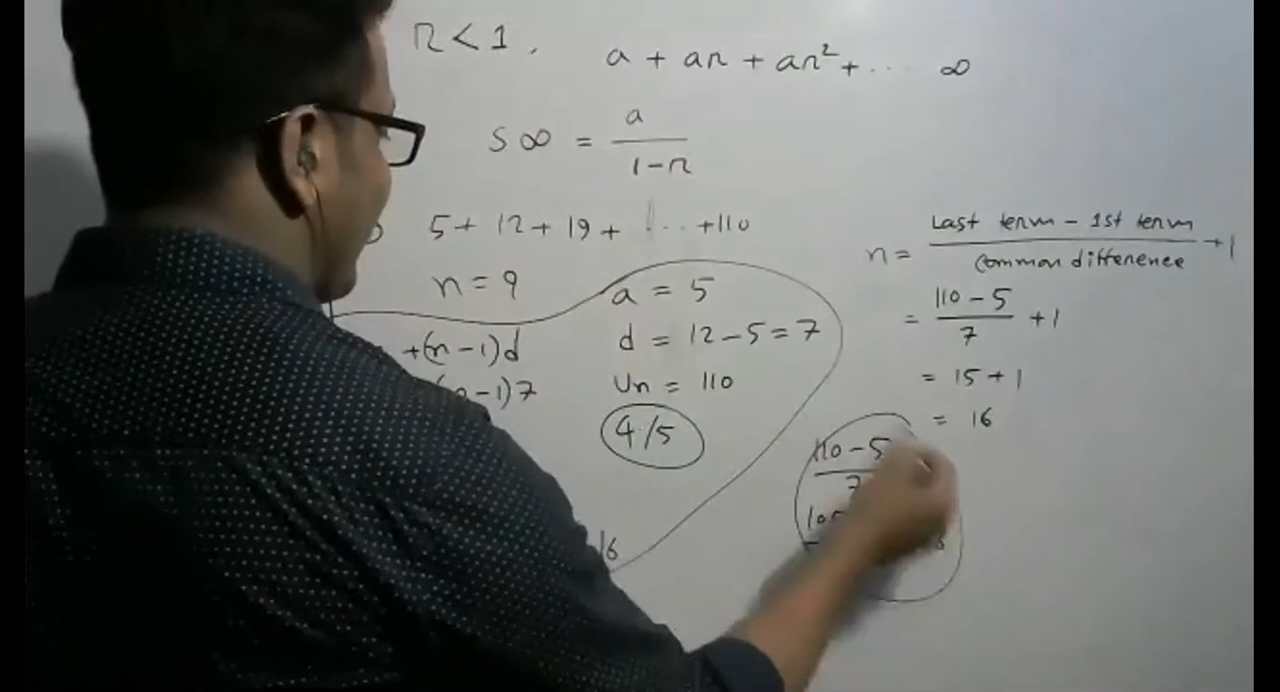 r < 1.
a + ar + ar² + ... ∞
S∞ = a / 1-r
5 + 12 + 19 + ... +110
n = ?
+(n-1)d
-1)7
16
a = 5
d = 12-5 = 7
Un = 110
4/5
n = Last term - 1st term / Common difference +1
= 110-5 / 7 +1
= 15+1
= 16
110-5
7
105